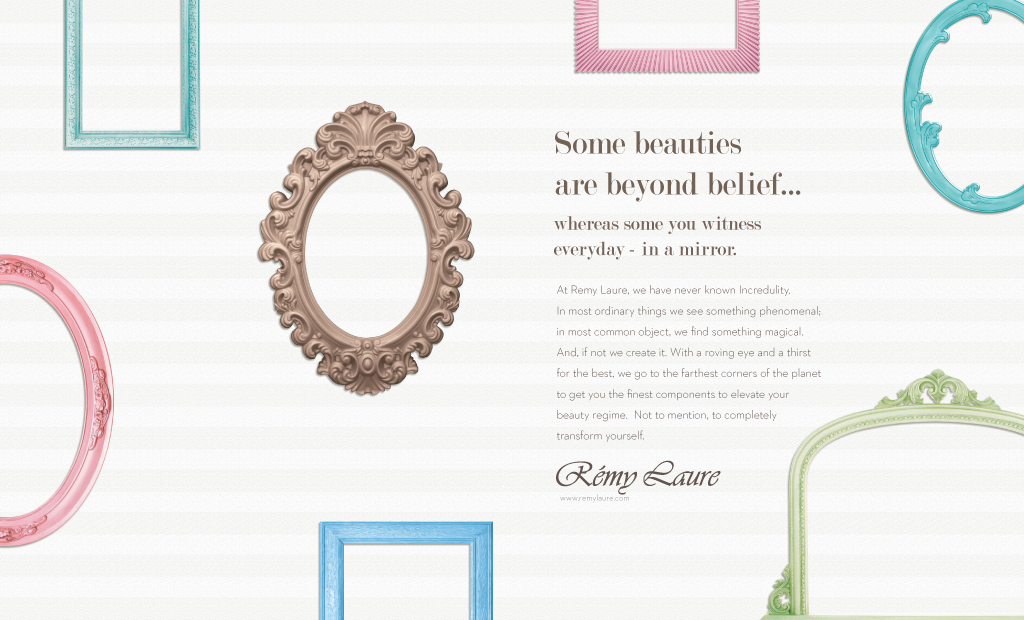 Some beauties
are beyond belief...
whereas some you witness
everyday - in a mirror.
At Remy Laure, we have never known Incredulity.
In most ordinary things we see something phenomenal;
in most common object, we find something magical.
And, if not we create it. With a roving eye and a thirst
for the best, we go to the farthest corners of the planet
to get you the finest components to elevate your
beauty regime. Not to mention, to completely
transform yourself.
Rémy Laure
www.remylaure.com